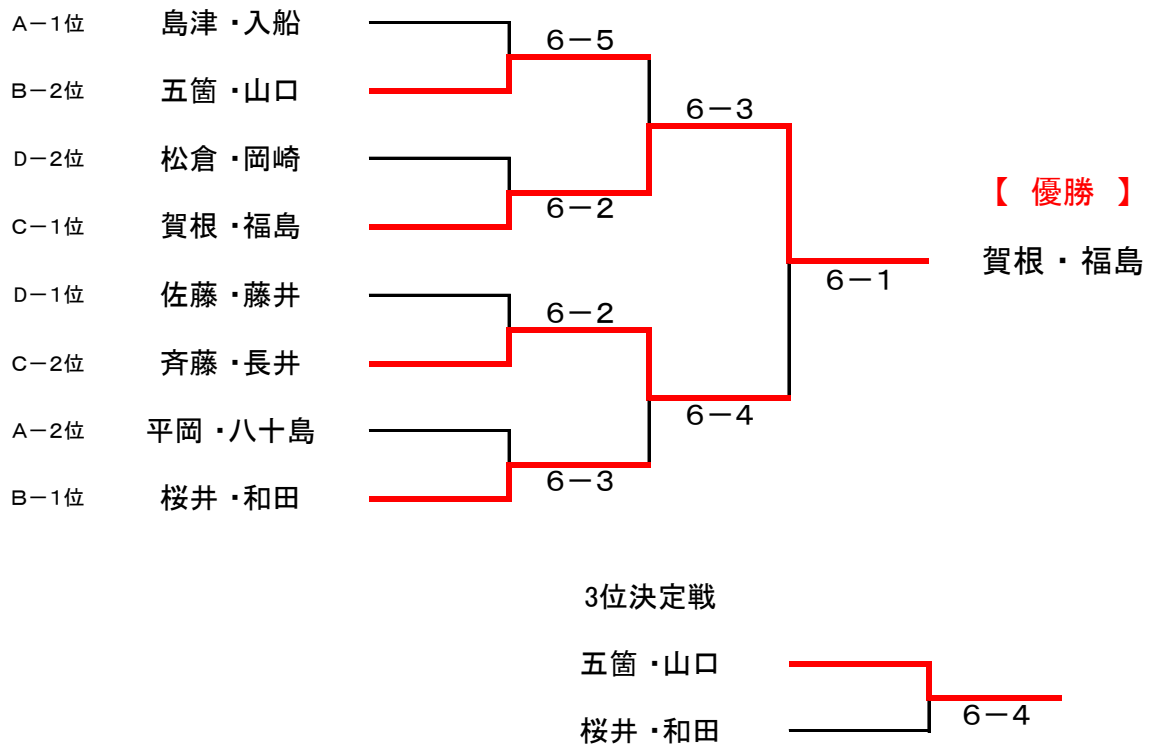 A－1位 島津・入船
6－5
B－2位 五箇・山口
6－3
D－2位 松倉・岡崎
【 優勝 】
6－2
C－1位 賀根・福島
賀根・福島
6－1
D－1位 佐藤・藤井
6－2
C－2位 斉藤・長井
6－4
A－2位 平岡・八十島
6－3
B－1位 桜井・和田
3位決定戦
五箇・山口
6－4
桜井・和田